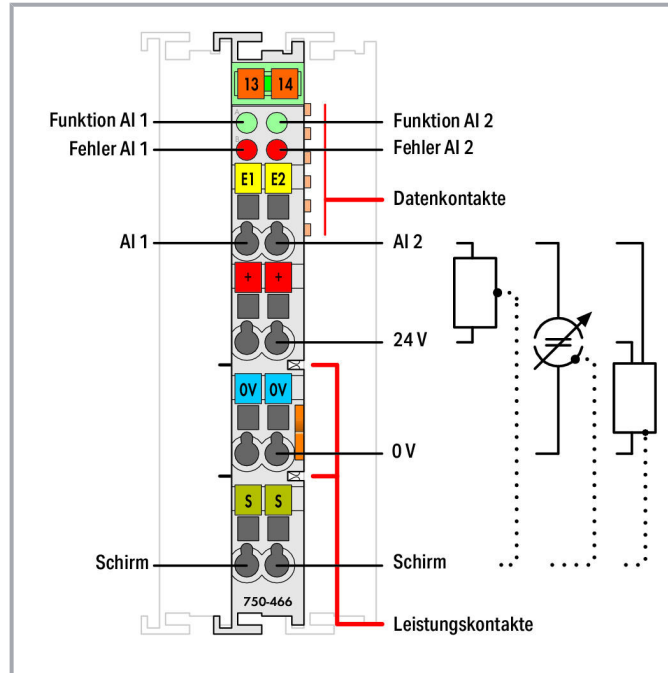 13 14
Funktion AI 1
Funktion AI 2
Fehler AI 1
Fehler AI 2
E1 E2
Datenkontakte
AI 1
AI 2
+ +
24 V
0V 0V
0 V
S S
Schirm
Schirm
750-466
Leistungskontakte